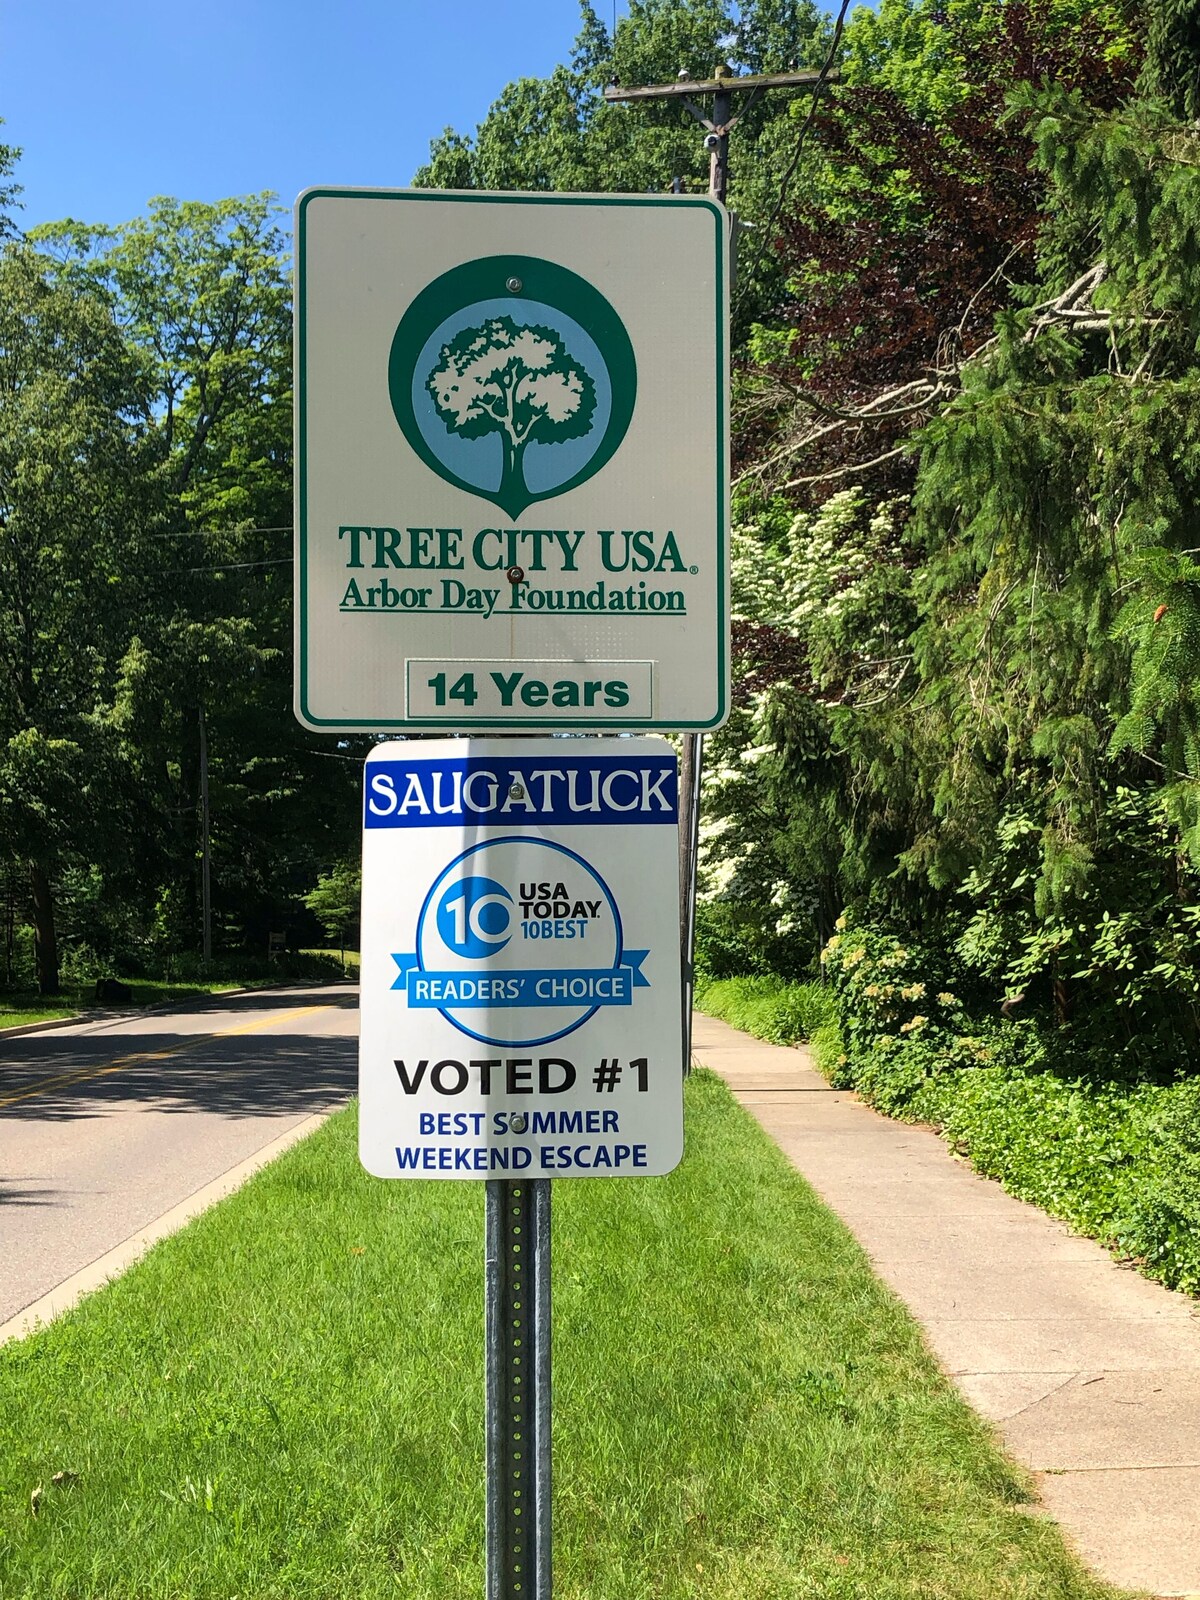 TREE CITY USA®
Arbor Day Foundation
14 Years
SAUGATUCK
10
USA
TODAY
10BEST
READERS' CHOICE
VOTED #1
BEST SUMMER
WEEKEND ESCAPE